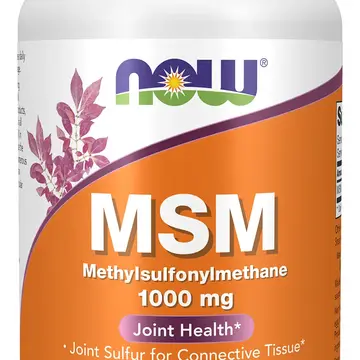 now
MSM
Methylsulfonylmethane
1000 mg
Joint Health*
• Joint Sulfur for Connective Tissue*